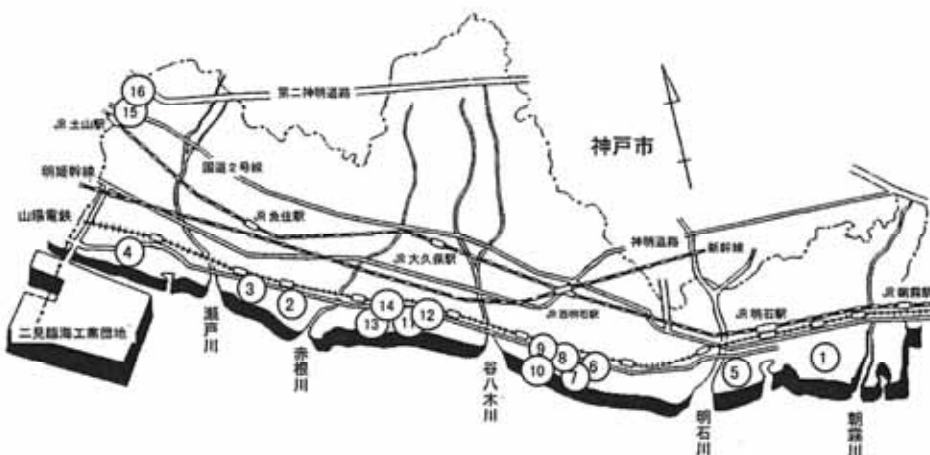 16
第二神明道路
15
JR土山駅
神戸市
国道2号線
明姫幹線
山陽電鉄
JR魚住駅
神明道路
新幹線
JR大久保駅
4
3
2
14
13
11
12
JR西明石駅
JR明石駅
JR朝霧駅
二見臨海工業団地
瀬戸川
赤根川
谷八木川
9
8
10
7
6
5
1
明石川
朝霧川